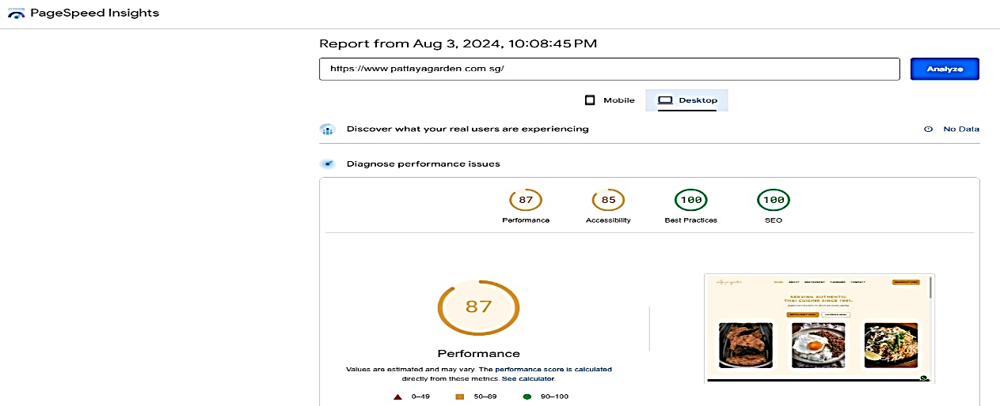 PageSpeed Insights
Report from Aug 3, 2024, 10:08:45 PM
https://www.pattayagarden.com.sg/
Analyze
Mobile
Desktop
Discover what your real users are experiencing
No Data
Diagnose performance issues
87
85
100
100
Performance
Accessibility
Best Practices
SEO
87
Performance
Values are estimated and may vary. The performance score is calculated
directly from these metrics. See calculator.
0–49
50–89
90–100
HOME ABOUT RESTAURANT CATERING CONTACT
SERVING AUTHENTIC
THAI CUISINE SINCE 1991.